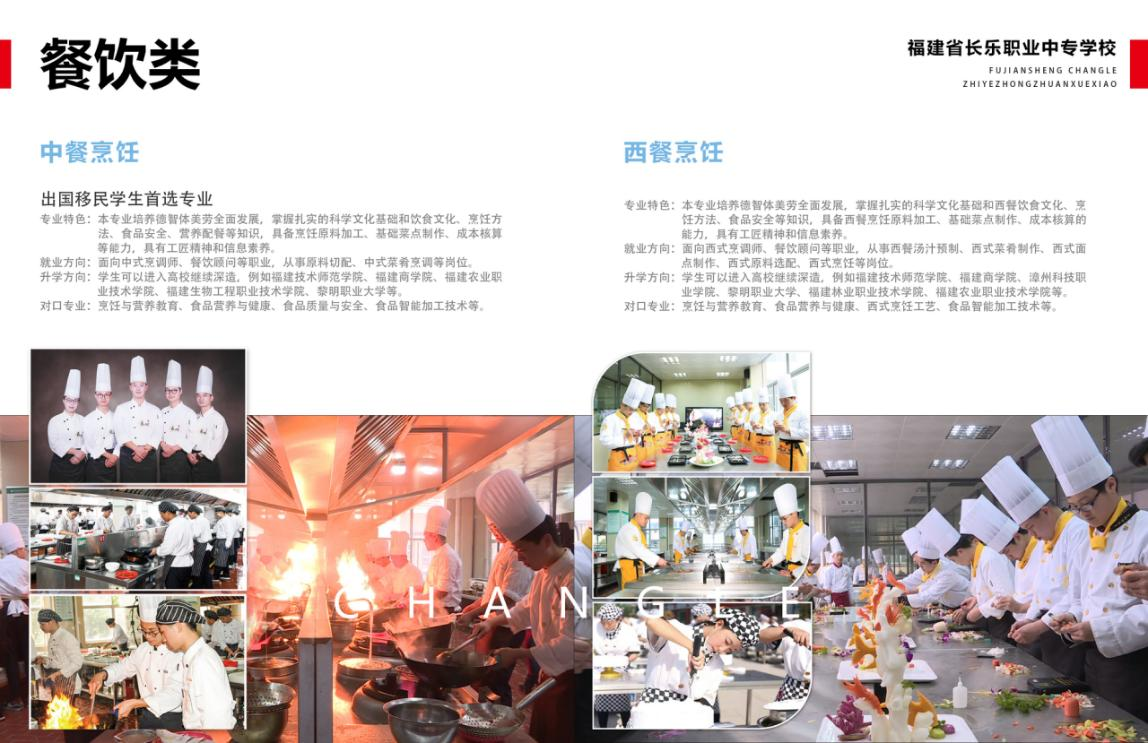 餐饮类
福建省长乐职业中专学校
FUJIANSHENG CHANGLE
ZHIYEZHONGZHUANXUEXIAO
中餐烹饪
出国移民学生首选专业
专业特色：本专业培养德智体美劳全面发展，掌握扎实的科学文化基础和饮食文化、烹饪方
法、食品安全、营养配餐等知识，具备烹饪原料加工、基础菜点制作、成本核算
等能力，具有工匠精神和信息素养。
就业方向：面向中式烹调师、餐饮顾问等职业，从事原料切配、中式菜肴烹调等岗位。
升学方向：学生可以进入高校继续深造，例如福建技术师范学院、福建商学院、福建农业职
业技术学院、福建生物工程职业技术学院、黎明职业大学等。
对口专业：烹饪与营养教育、食品营养与健康、食品质量与安全、食品智能加工技术等。
西餐烹饪
专业特色：本专业培养德智体美劳全面发展，掌握扎实的科学文化基础和西餐饮食文化、烹
饪方法、食品安全等知识，具备西餐烹饪原料加工、基础菜点制作、成本核算的
能力，具有工匠精神和信息素养。
就业方向：面向西式烹调师、餐饮顾问等职业，从事西餐汤汁预制、西式菜肴制作、西式面
点制作、西式原料选配、西式烹饪等岗位。
升学方向：学生可以进入高校继续深造，例如福建技术师范学院、福建商学院、漳州科技职
业学院、黎明职业大学、福建林业职业技术学院、福建农业职业技术学院等。
对口专业：烹饪与营养教育、食品营养与健康、西式烹饪工艺、食品智能加工技术等。
CHANGLE